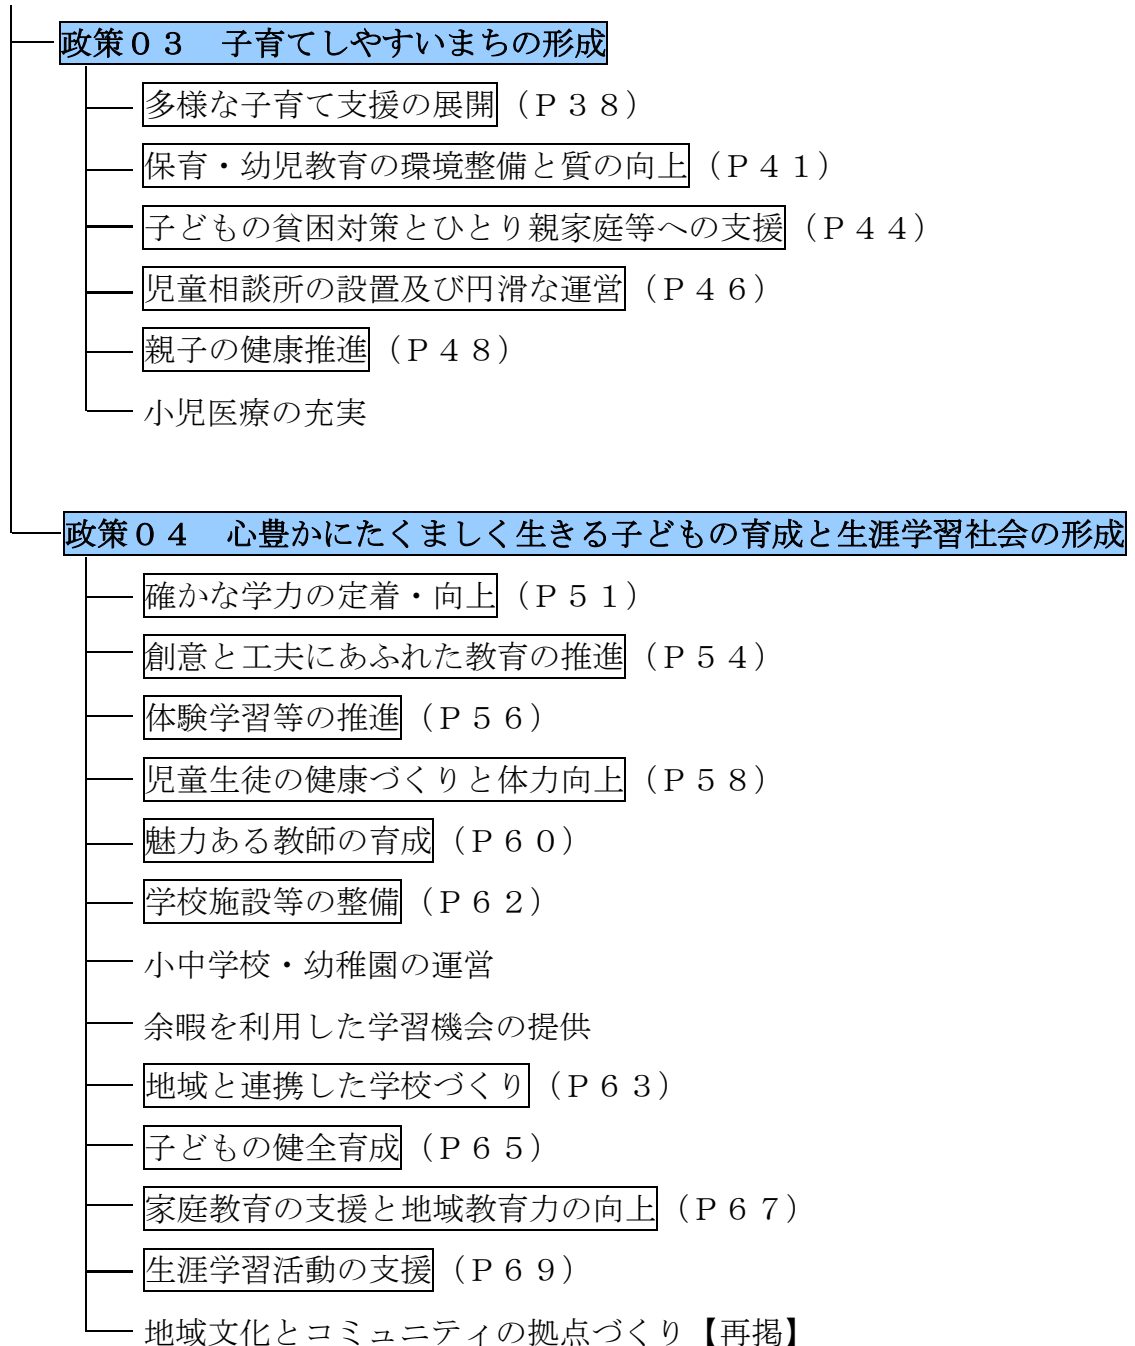 政策０３　子育てしやすいまちの形成
多様な子育て支援の展開（Ｐ３８）
保育・幼児教育の環境整備と質の向上（Ｐ４１）
子どもの貧困対策とひとり親家庭等への支援（Ｐ４４）
児童相談所の設置及び円滑な運営（Ｐ４６）
親子の健康推進（Ｐ４８）
小児医療の充実
政策０４　心豊かにたくましく生きる子どもの育成と生涯学習社会の形成
確かな学力の定着・向上（Ｐ５１）
創意と工夫にあふれた教育の推進（Ｐ５４）
体験学習等の推進（Ｐ５６）
児童生徒の健康づくりと体力向上（Ｐ５８）
魅力ある教師の育成（Ｐ６０）
学校施設等の整備（Ｐ６２）
小中学校・幼稚園の運営
余暇を利用した学習機会の提供
地域と連携した学校づくり（Ｐ６３）
子どもの健全育成（Ｐ６５）
家庭教育の支援と地域教育力の向上（Ｐ６７）
生涯学習活動の支援（Ｐ６９）
地域文化とコミュニティの拠点づくり【再掲】